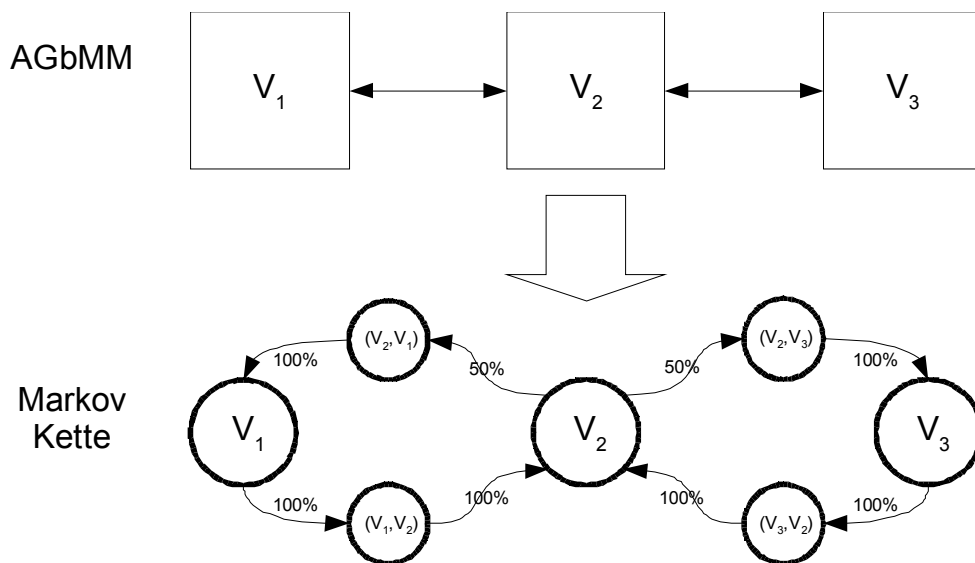 AGbMM
V1
V2
V3
(V2,V1)
(V2,V3)
100%
50%
50%
100%
Markov
Kette
V1
V2
V3
100%
100%
100%
100%
(V1,V2)
(V3,V2)